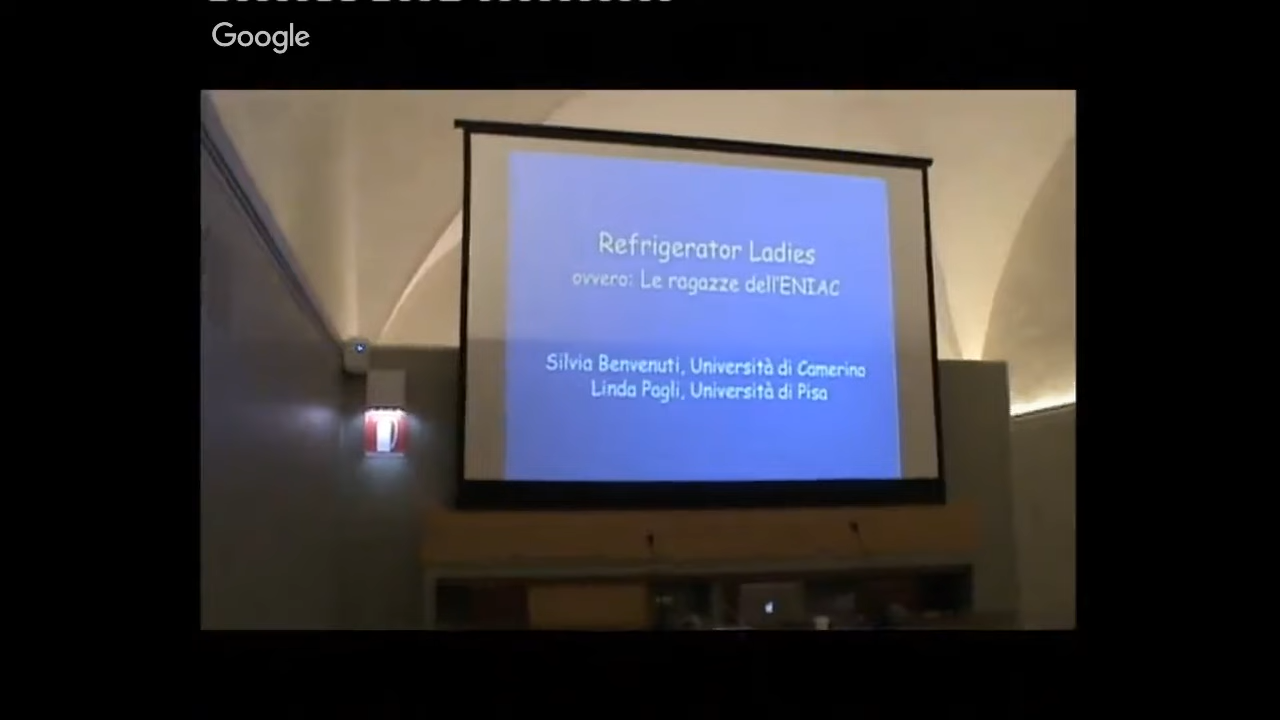 Google
Refrigerator Ladies
ovvero: Le ragazze dell'ENIAC
Silvia Benvenuti, Università di Camerino
Linda Pagli, Università di Pisa